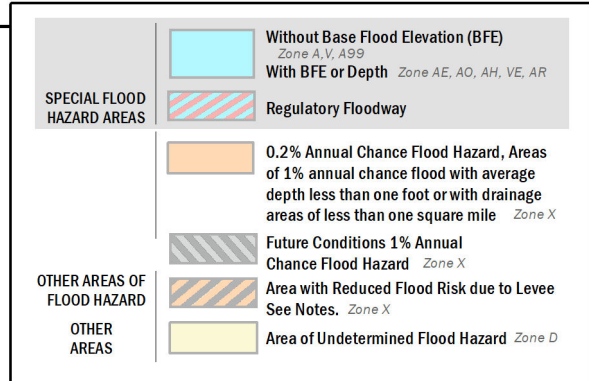 SPECIAL FLOOD
HAZARD AREAS
Without Base Flood Elevation (BFE)
Zone A,V, A99
With BFE or Depth Zone AE, AO, AH, VE, AR
Regulatory Floodway
OTHER AREAS OF
FLOOD HAZARD
0.2% Annual Chance Flood Hazard, Areas
of 1% annual chance flood with average
depth less than one foot or with drainage
areas of less than one square mile Zone X
Future Conditions 1% Annual
Chance Flood Hazard Zone X
Area with Reduced Flood Risk due to Levee
See Notes. Zone X
OTHER
AREAS
Area of Undetermined Flood Hazard Zone D